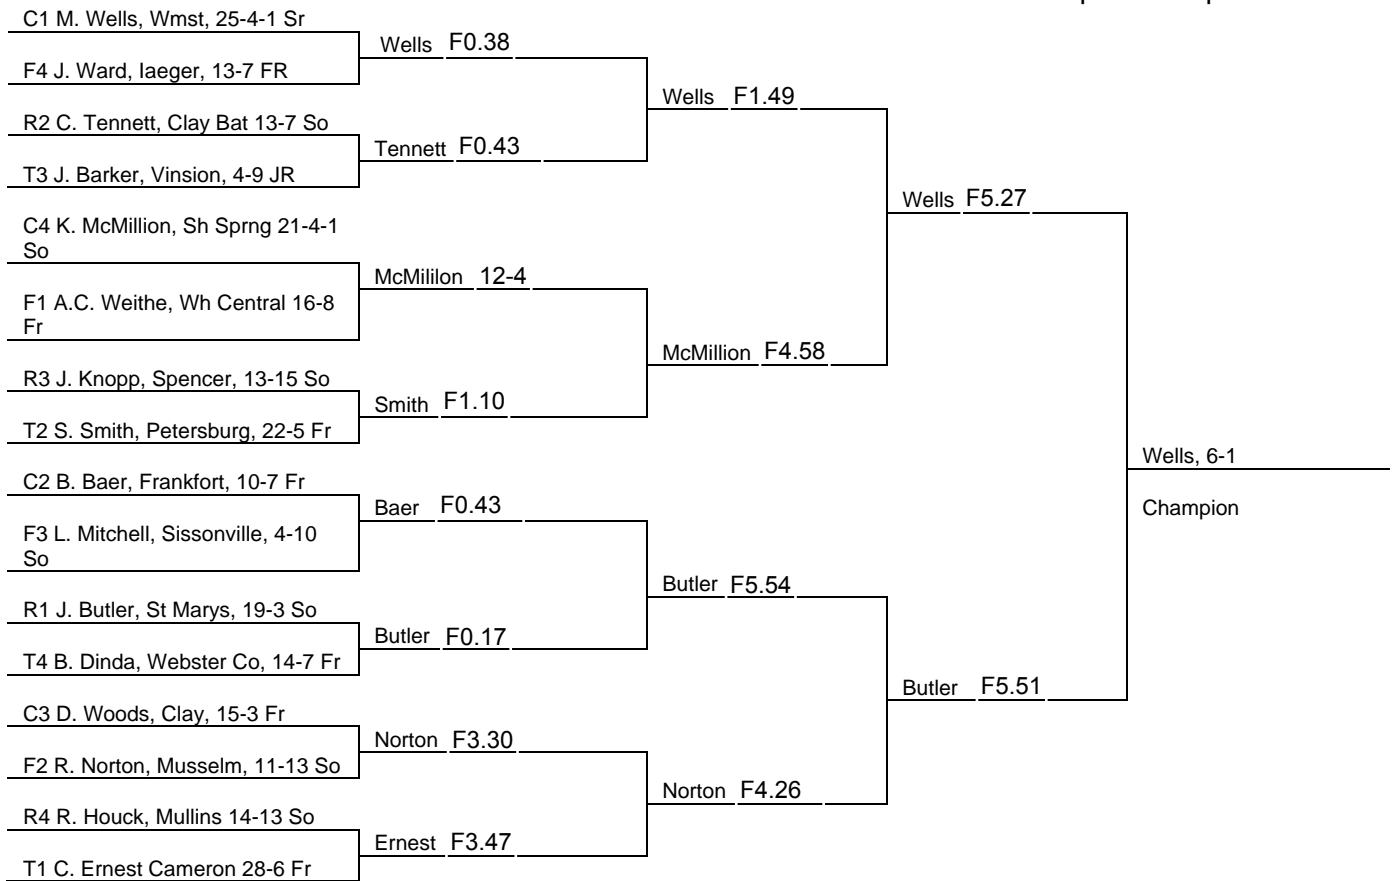 C1 M. Wells, Wmst, 25-4-1 Sr
F4 J. Ward, Iaeger, 13-7 FR
R2 C. Tennett, Clay Bat 13-7 So
T3 J. Barker, Vinsion, 4-9 JR
C4 K. McMillion, Sh Sprng 21-4-1
So
F1 A.C. Weithe, Wh Central 16-8
Fr
R3 J. Knopp, Spencer, 13-15 So
T2 S. Smith, Petersburg, 22-5 Fr
C2 B. Baer, Frankfort, 10-7 Fr
F3 L. Mitchell, Sissonville, 4-10
So
R1 J. Butler, St Marys, 19-3 So
T4 B. Dinda, Webster Co, 14-7 Fr
C3 D. Woods, Clay, 15-3 Fr
F2 R. Norton, Musselm, 11-13 So
R4 R. Houck, Mullins 14-13 So
T1 C. Ernest Cameron 28-6 Fr
Wells F0.38
Tennett F0.43
McMililon 12-4
Smith F1.10
Baer F0.43
Butler F0.17
Norton F3.30
Ernest F3.47
Wells F1.49
McMillion F4.58
Butler F5.54
Norton F4.26
Wells F5.27
Butler F5.51
Wells, 6-1
Champion